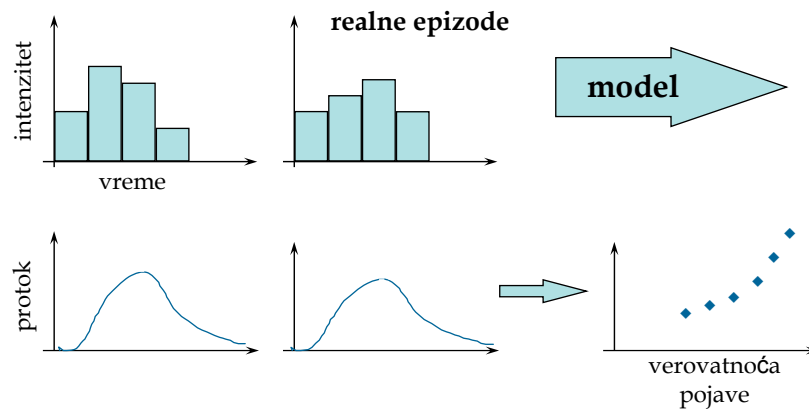 realne epizode
intenzitet
model
vreme
protok
verovatnoća
pojave